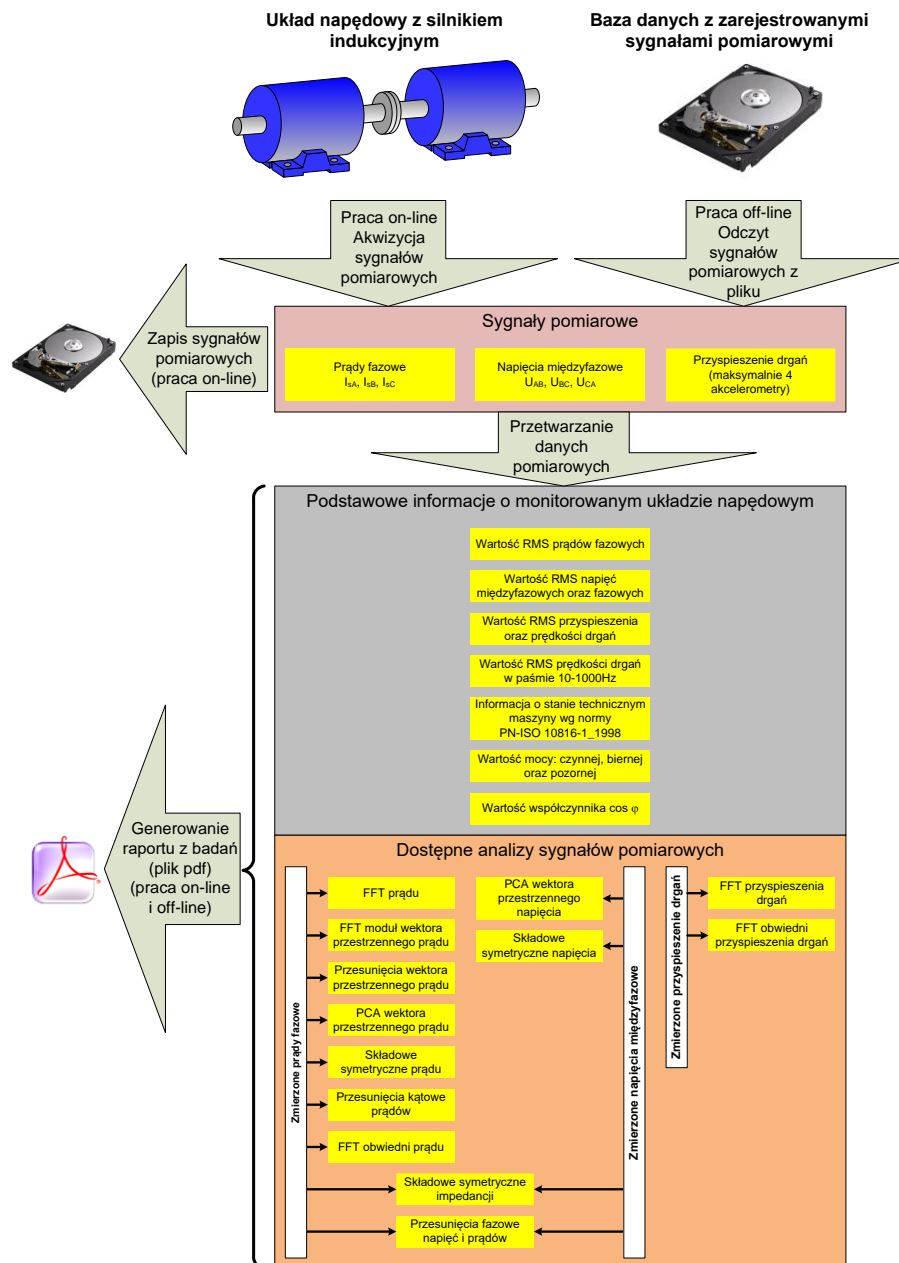 Układ napędowy z silnikiem
indukcyjnym
Baza danych z zarejestrowanymi
sygnałami pomiarowymi
Praca on-line
Akwizycja
sygnałów
pomiarowych
Praca off-line
Odczyt
sygnałów
pomiarowych z
pliku
Zapis sygnałów
pomiarowych
(praca on-line)
Sygnały pomiarowe
Prądy fazowe
IsA, IsB, IsC
Napięcia międzyfazowe
UAB, UBC, UCA
Przyspieszenie drgań
(maksymalnie 4
akcelerometry)
Przetwarzanie
danych
pomiarowych
Podstawowe informacje o monitorowanym układzie napędowym
Wartość RMS prądów fazowych
Wartość RMS napięć
międzyfazowych oraz fazowych
Wartość RMS przyspieszenia
oraz prędkości drgań
Wartość RMS prędkości drgań
w paśmie 10-1000Hz
Informacja o stanie technicznym
maszyny wg normy
PN-ISO 10816-1_1998
Wartość mocy: czynnej, biernej
oraz pozornej
Wartość współczynnika cos φ
Generowanie
raportu z badań
(plik pdf)
(praca on-line
i off-line)
Dostępne analizy sygnałów pomiarowych
Zmierzone prądy fazowe
FFT prądu
FFT moduł wektora
przestrzennego prądu
Przesunięcia wektora
przestrzennego prądu
PCA wektora
przestrzennego prądu
Składowe
symetryczne prądu
Przesunięcia kątowe
prądów
FFT obwiedni prądu
PCA wektora
przestrzennego
napięcia
Składowe
symetryczne napięcia
Zmierzone napięcia międzyfazowe
Zmierzone przyspieszenie drgań
FFT przyspieszenia
drgań
FFT obwiedni
przyspieszenia drgań
Składowe symetryczne
impedancji
Przesunięcia fazowe
napięć i prądów